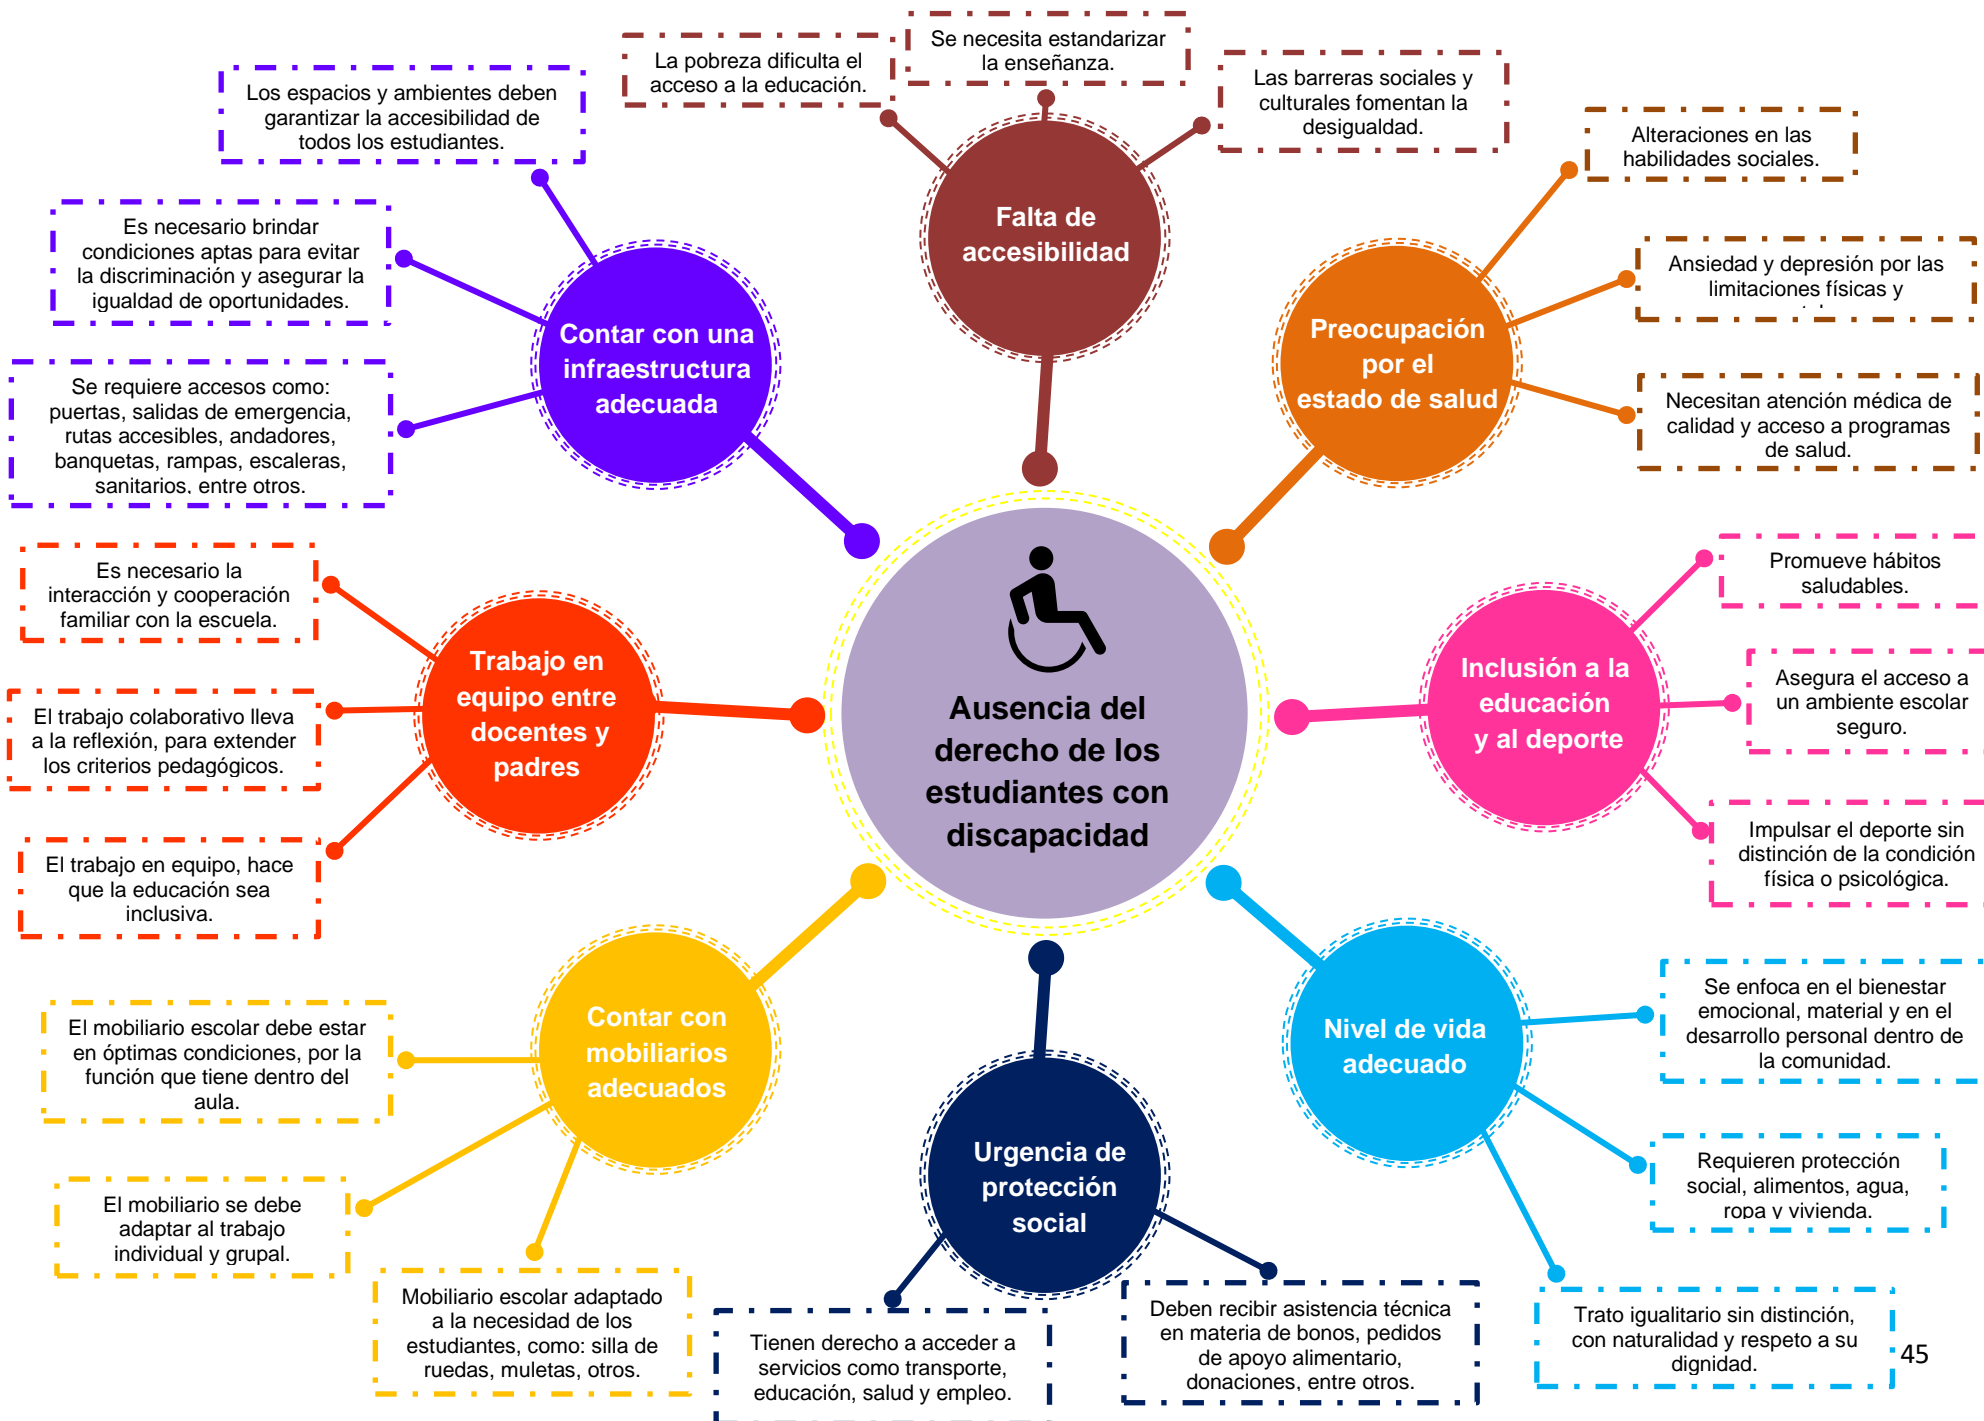 La pobreza dificulta el
acceso a la educación.
Se necesita estandarizar
la enseñanza.
Las barreras sociales y
culturales fomentan la
desigualdad.
Falta de
accesibilidad
Los espacios y ambientes deben
garantizar la accesibilidad de
todos los estudiantes.
Es necesario brindar
condiciones aptas para evitar
la discriminación y asegurar la
igualdad de oportunidades.
Se requiere accesos como:
puertas, salidas de emergencia,
rutas accesibles, andadores,
banquetas, rampas, escaleras,
sanitarios, entre otros.
Contar con una
infraestructura
adecuada
Alteraciones en las
habilidades sociales.
Ansiedad y depresión por las
limitaciones físicas y
Necesitan atención médica de
calidad y acceso a programas
de salud.
Preocupación
por el
estado de salud
Es necesario la
interacción y cooperación
familiar con la escuela.
El trabajo colaborativo lleva
a la reflexión, para extender
los criterios pedagógicos.
El trabajo en equipo, hace
que la educación sea
inclusiva.
Trabajo en
equipo entre
docentes y
padres
Ausencia del
derecho de los
estudiantes con
discapacidad
Inclusión a la
educación
y al deporte
Promueve hábitos
saludables.
Asegura el acceso a
un ambiente escolar
seguro.
Impulsar el deporte sin
distinción de la condición
física o psicológica.
Contar con
mobiliarios
adecuados
El mobiliario escolar debe estar
en óptimas condiciones, por la
función que tiene dentro del
aula.
El mobiliario se debe
adaptar al trabajo
individual y grupal.
Mobiliario escolar adaptado
a la necesidad de los
estudiantes, como: silla de
ruedas, muletas, otros.
Urgencia de
protección
social
Tienen derecho a acceder a
servicios como transporte,
educación, salud y empleo.
Deben recibir asistencia técnica
en materia de bonos, pedidos
de apoyo alimentario,
donaciones, entre otros.
Nivel de vida
adecuado
Se enfoca en el bienestar
emocional, material y en el
desarrollo personal dentro de
la comunidad.
Requieren protección
social, alimentos, agua,
ropa y vivienda.
Trato igualitario sin distinción,
con naturalidad y respeto a su
dignidad.
45